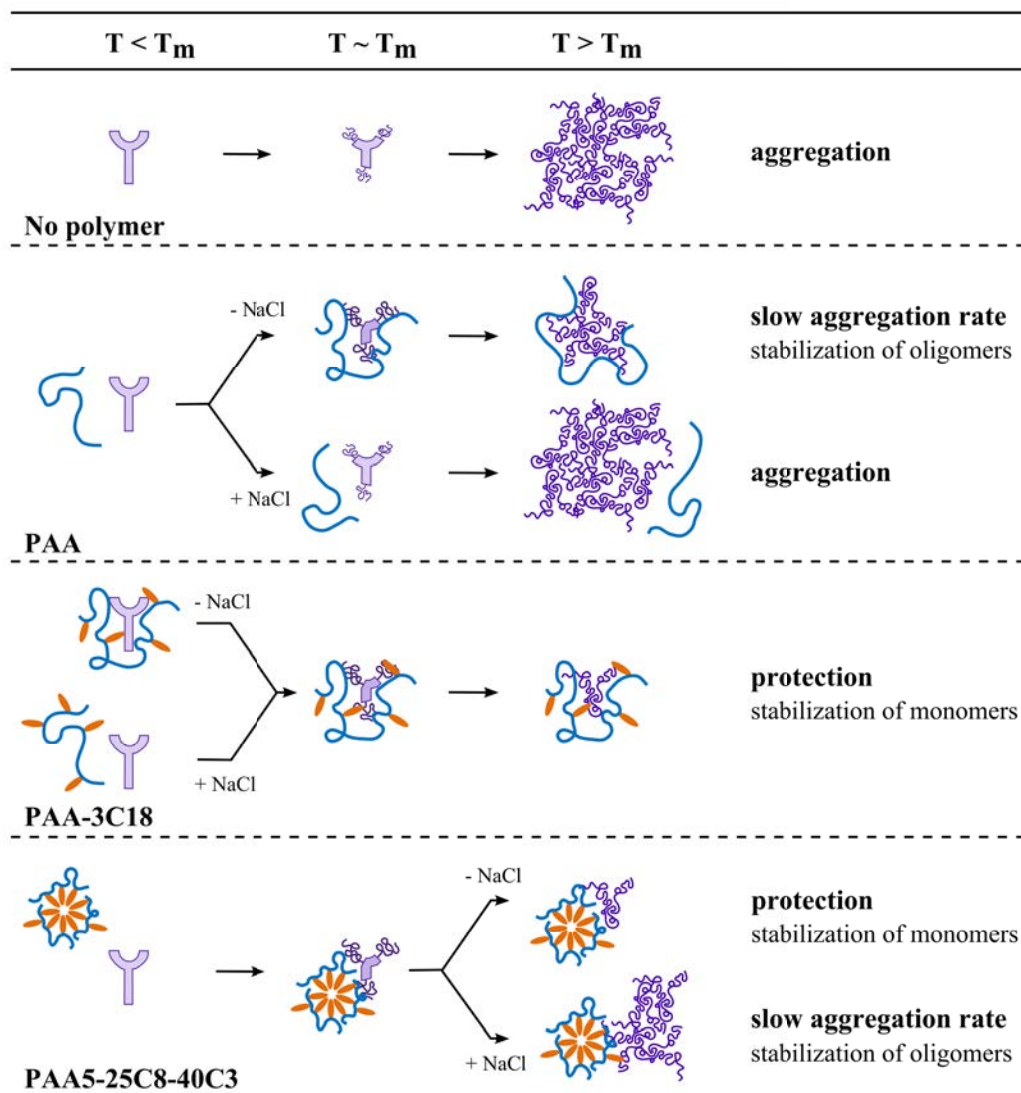 T < Tm T ~ Tm T > Tm
aggregation
No polymer
- NaCl
slow aggregation rate
stabilization of oligomers
+ NaCl
aggregation
PAA
- NaCl
protection
stabilization of monomers
+ NaCl
PAA-3C18
- NaCl
protection
stabilization of monomers
+ NaCl
slow aggregation rate
stabilization of oligomers
PAA5-25C8-40C3